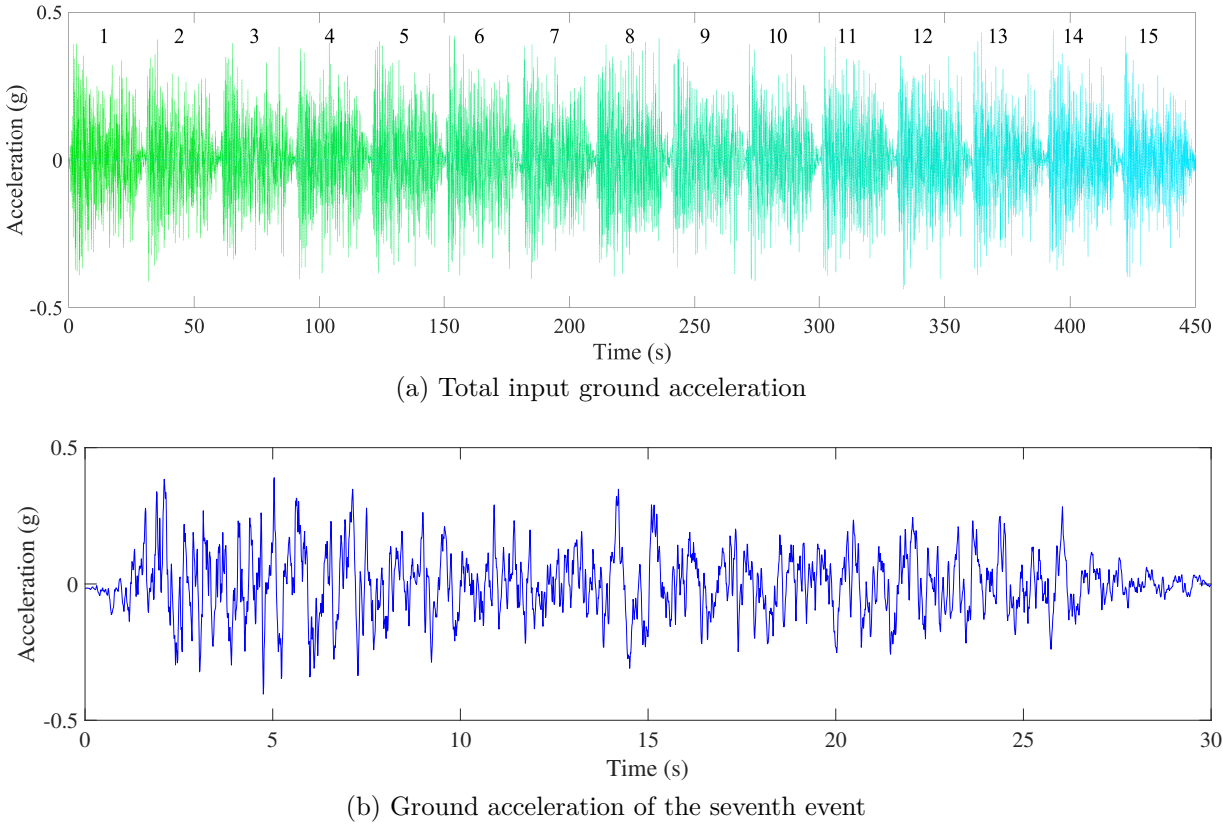 0.5
1 2 3 4 5 6 7 8 9 10 11 12 13 14 15
Acceleration (g)
0
-0.5
0 50 100 150 200 250 300 350 400 450
Time (s)
(a) Total input ground acceleration
0.5
Acceleration (g)
0
-0.5
0 5 10 15 20 25 30
Time (s)
(b) Ground acceleration of the seventh event